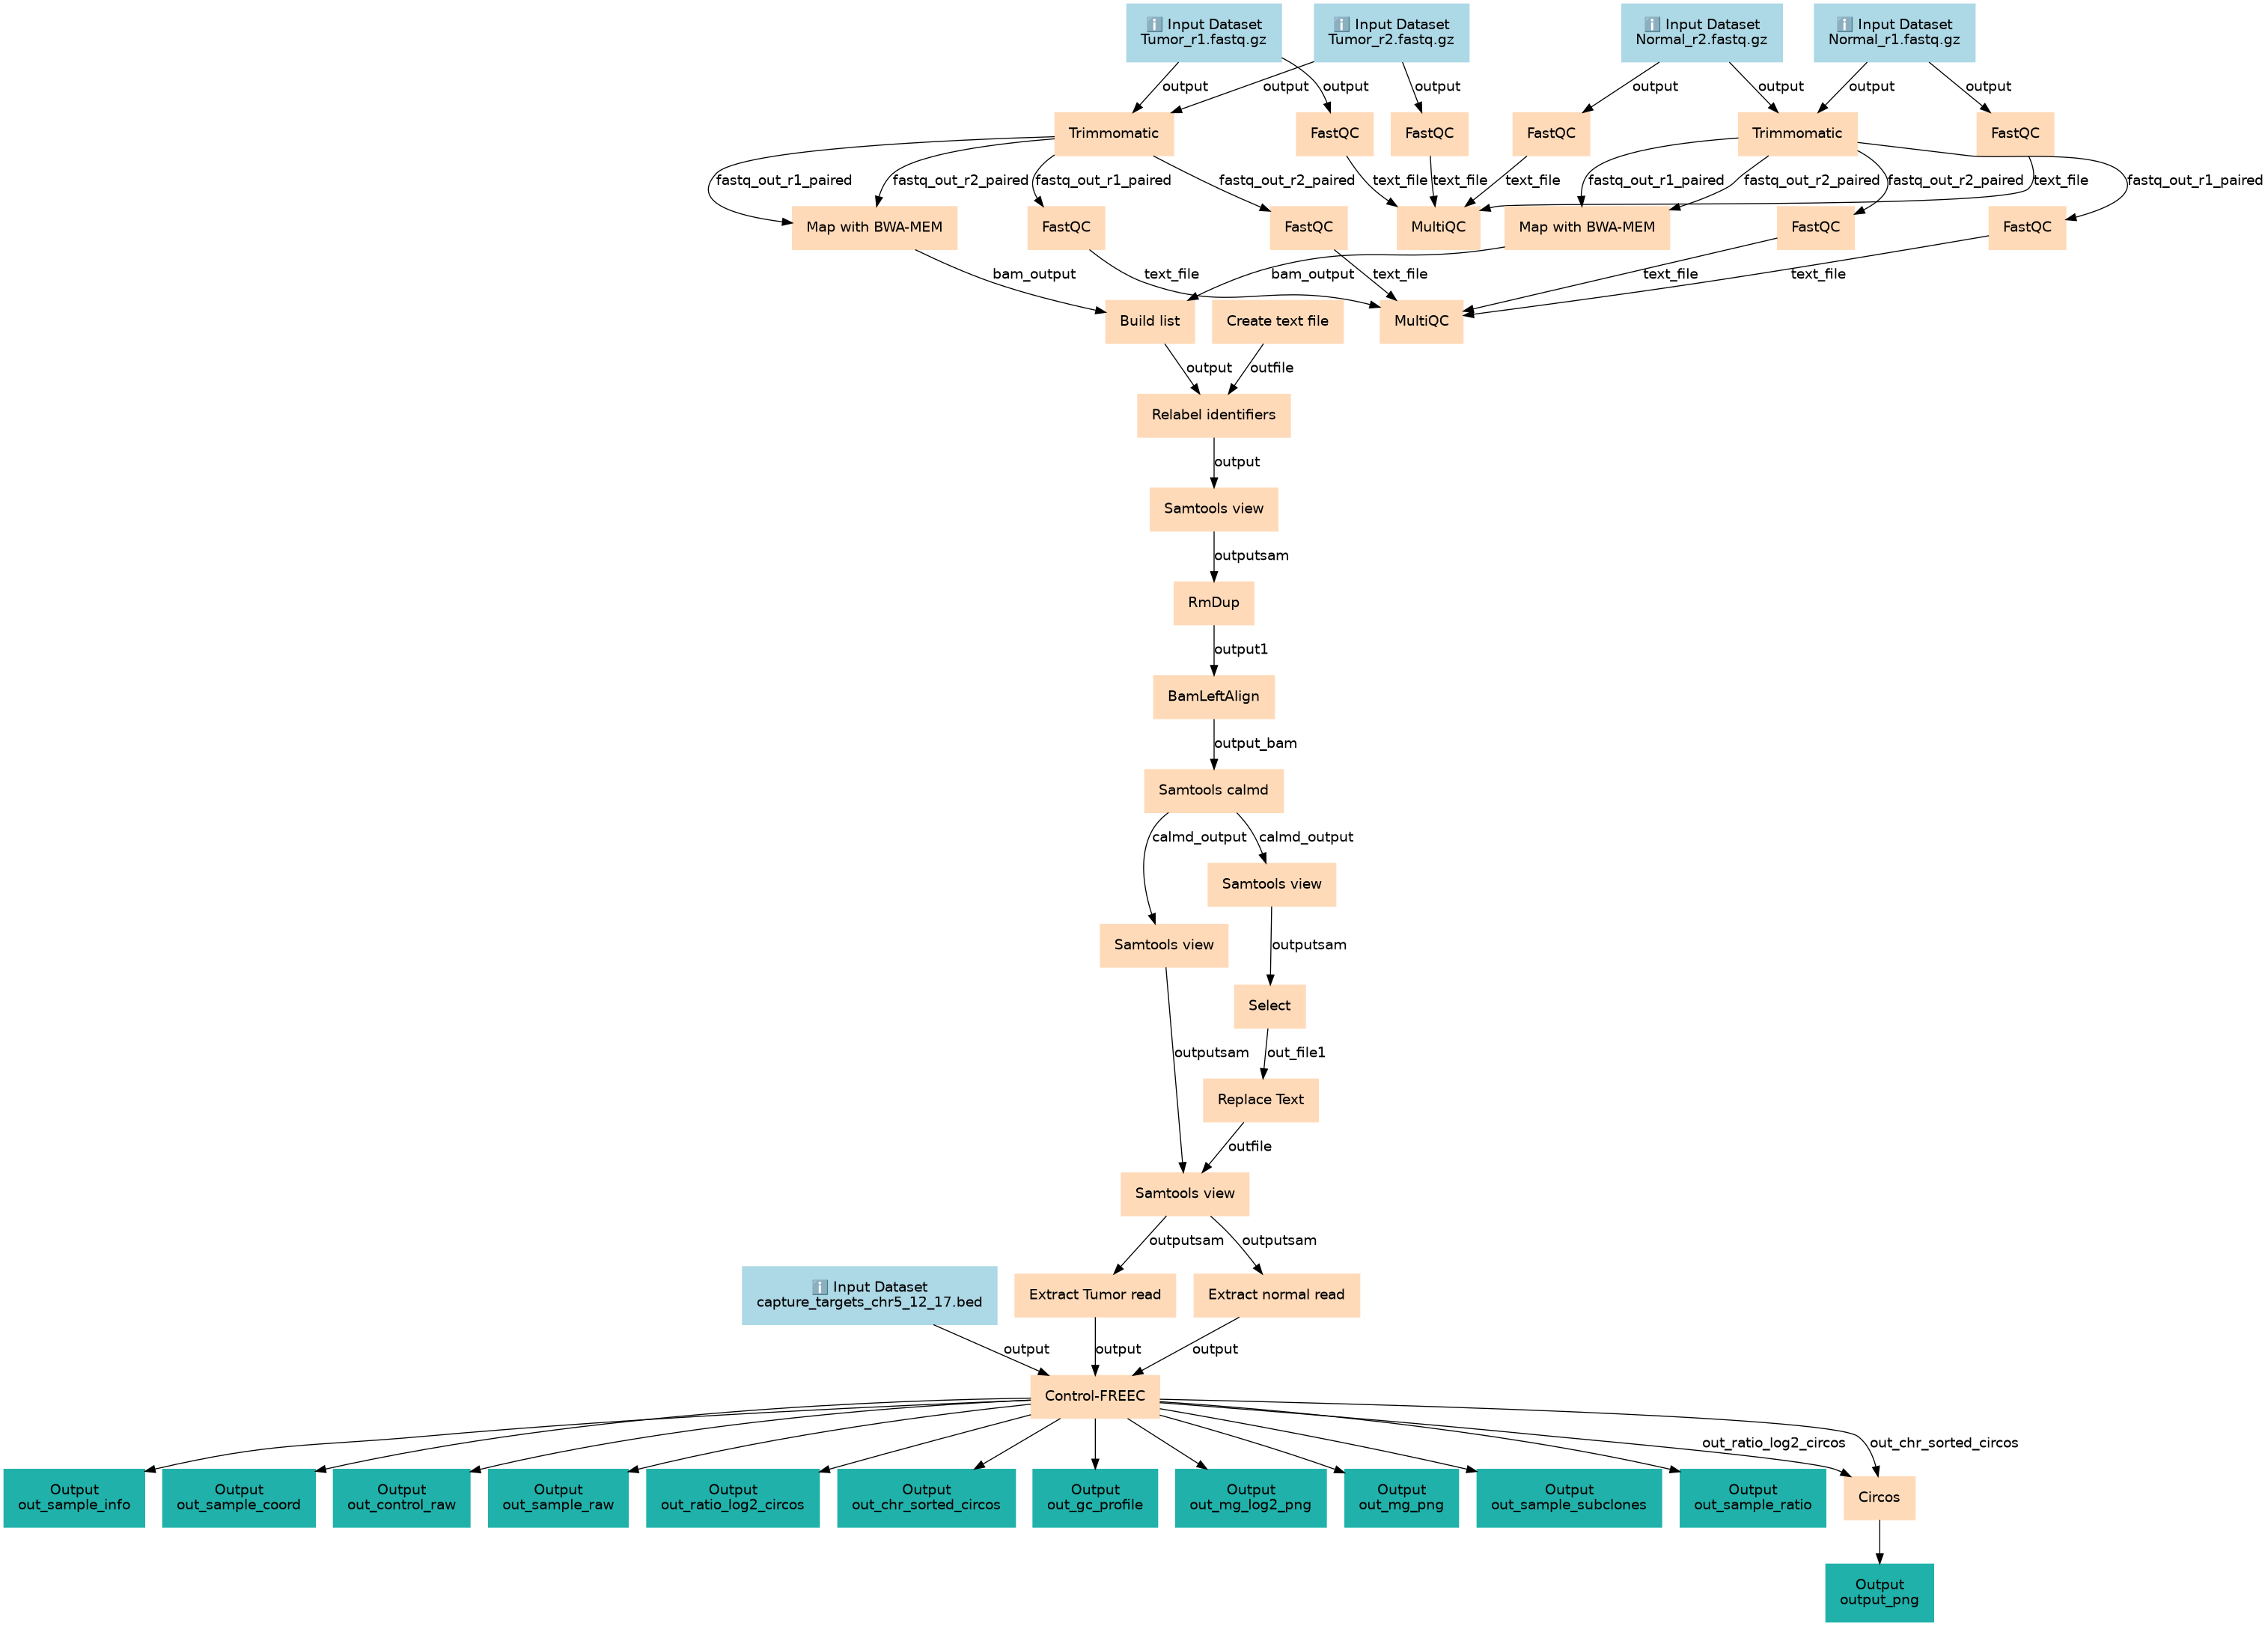 ℹ️ Input Dataset
Tumor_r1.fastq.gz
ℹ️ Input Dataset
Tumor_r2.fastq.gz
ℹ️ Input Dataset
Normal_r2.fastq.gz
ℹ️ Input Dataset
Normal_r1.fastq.gz
output
output
output
output
output
output
output
output
Trimmomatic
FastQC
FastQC
FastQC
Trimmomatic
FastQC
fastq_out_r1_paired
fastq_out_r2_paired
fastq_out_r1_paired
fastq_out_r2_paired
text_file
text_file
text_file
fastq_out_r1_paired
fastq_out_r2_paired
fastq_out_r2_paired
text_file
fastq_out_r1_paired
Map with BWA-MEM
FastQC
FastQC
MultiQC
Map with BWA-MEM
FastQC
FastQC
bam_output
text_file
bam_output
text_file
text_file
text_file
Build list
Create text file
MultiQC
output
outfile
Relabel identifiers
output
Samtools view
outputsam
RmDup
output1
BamLeftAlign
output_bam
Samtools calmd
calmd_output
calmd_output
Samtools view
Samtools view
outputsam
Select
outputsam
out_file1
Replace Text
outfile
Samtools view
outputsam
outputsam
ℹ️ Input Dataset
capture_targets_chr5_12_17.bed
Extract Tumor read
Extract normal read
output
output
output
Control-FREEC
out_ratio_log2_circos
out_chr_sorted_circos
Output
out_sample_info
Output
out_sample_coord
Output
out_control_raw
Output
out_sample_raw
Output
out_ratio_log2_circos
Output
out_chr_sorted_circos
Output
out_gc_profile
Output
out_mg_log2_png
Output
out_mg_png
Output
out_sample_subclones
Output
out_sample_ratio
Circos
Output
output_png